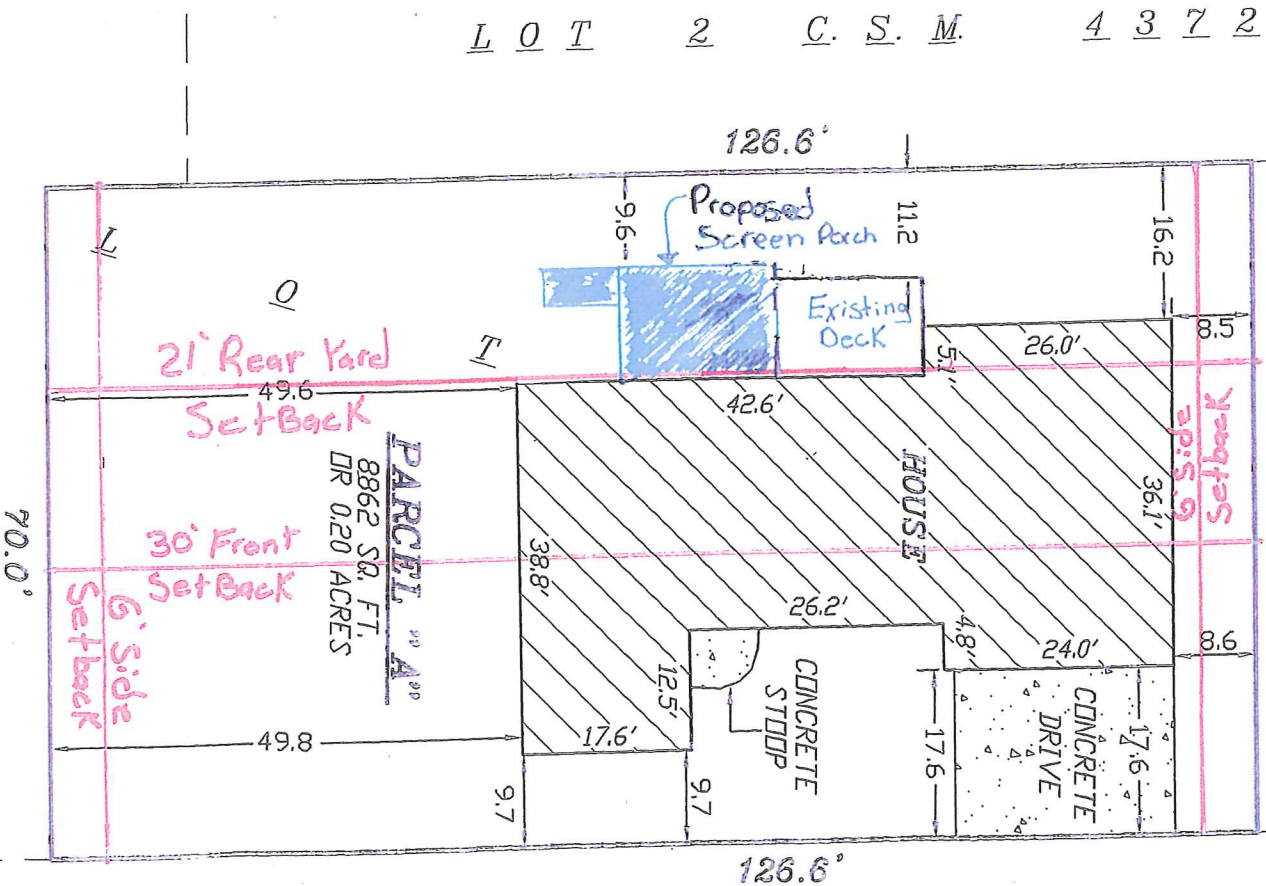 LOT 2 C. S. M. 4372
126.6'
9.6
Proposed
Screen Porch
11.2
16.2
L
O
T
Existing
Deck
26.0'
8.5
5.1'
21' Rear Yard
SetBack
49.6
42.6'
6' Side
Setback
HOUSE
36.1'
PARCEL "A"
8862 SQ. FT.
OR 0.20 ACRES
70.0'
30' Front
SetBack
38.8'
26.2'
4.8'
24.0'
8.6
6' Side
Setback
12.5'
CONCRETE
STOOP
CONCRETE
DRIVE
49.8
17.6'
17.6
17.6
9.7
9.7
126.6'